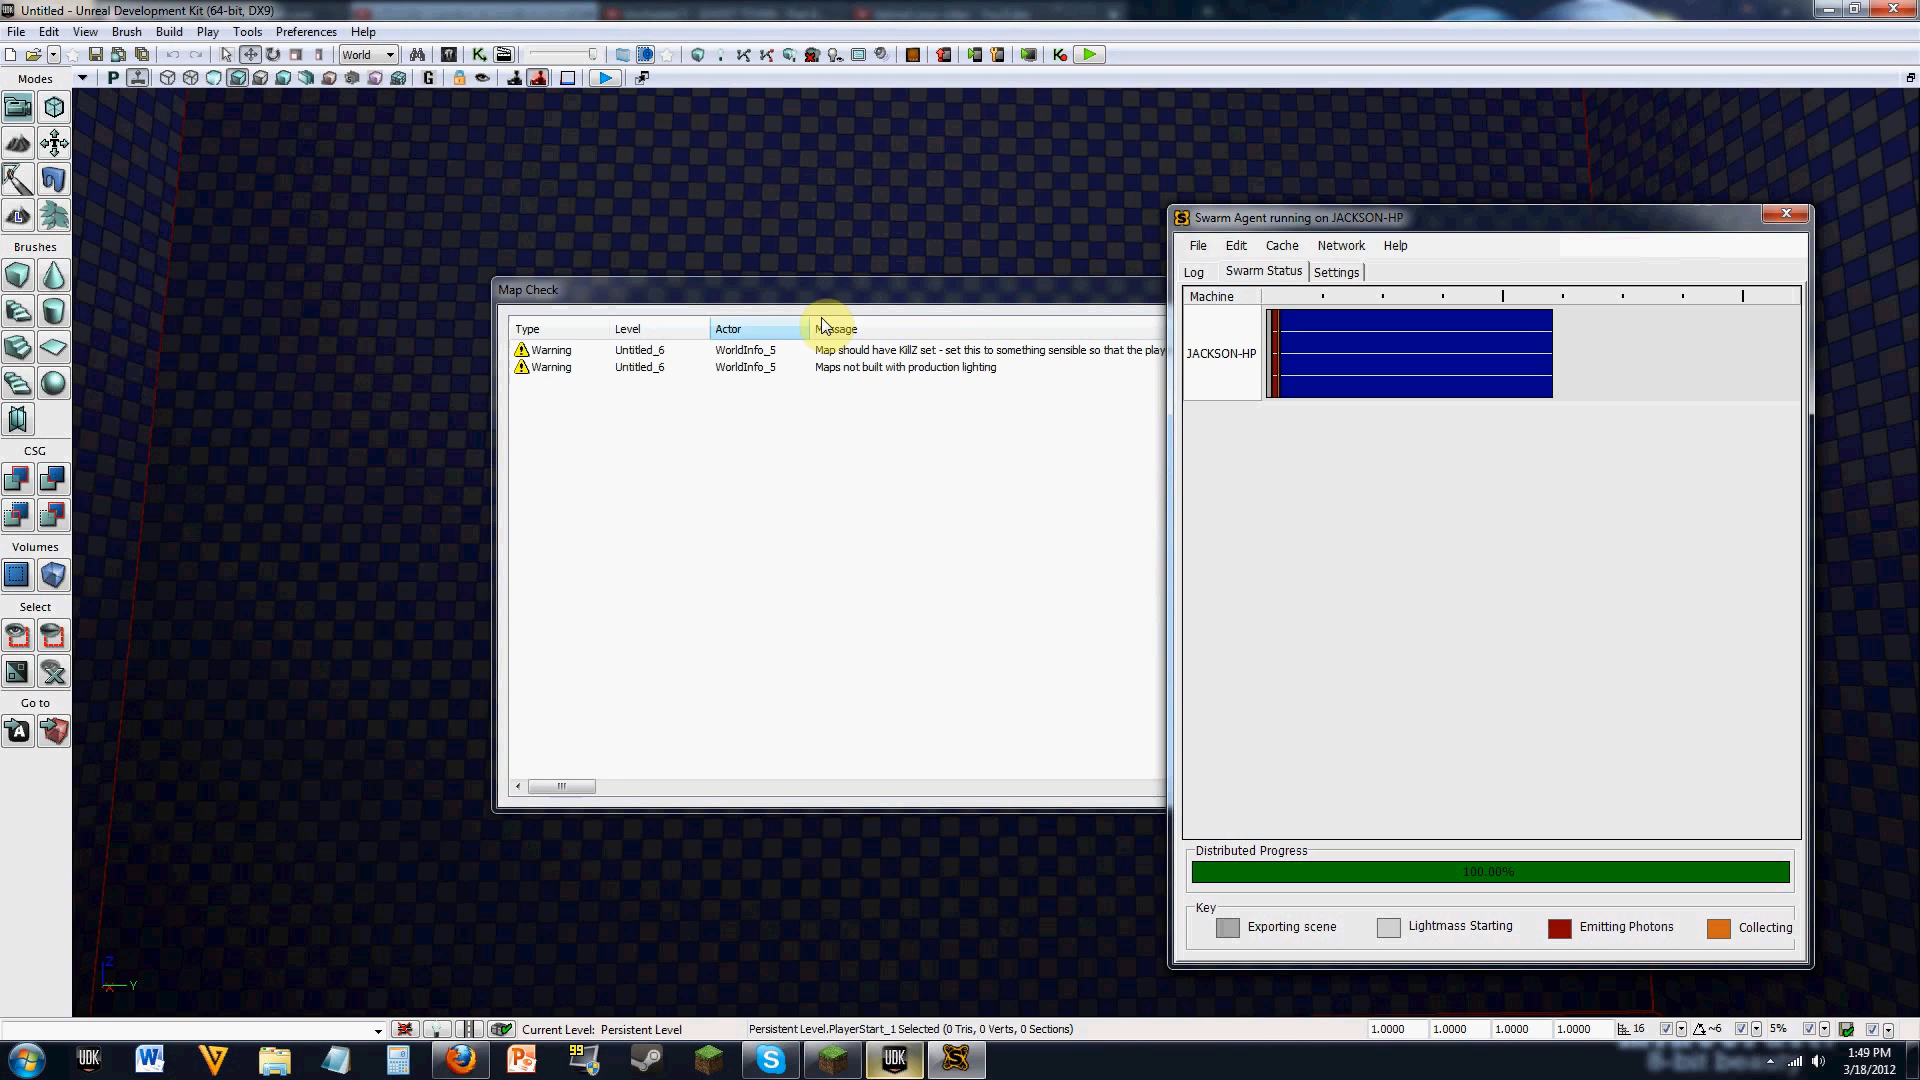 Untitled - Unreal Development Kit (64-bit, DX9)
File Edit View Brush Build Play Tools Preferences Help
World
Modes
P
G
Brushes
CSG
Volumes
Select
Go to
Map Check
Type Level Actor Message
Warning Untitled_6 WorldInfo_5 Map should have KillZ set - set this to something sensible so that the play
Warning Untitled_6 WorldInfo_5 Maps not built with production lighting
Swarm Agent running on JACKSON-HP
File Edit Cache Network Help
Log Swarm Status Settings
Machine
JACKSON-HP
Distributed Progress
100.00%
Key
Exporting scene Lightmass Starting Emitting Photons Collecting
Z
Y
X
Current Level: Persistent Level Persistent Level.PlayerStart_1 Selected (0 Tris, 0 Verts, 0 Sections) 1.0000 1.0000 1.0000 1.0000 16 ~6 5%
UDK
99
UDK
8-bit
1:49 PM
3/18/2012